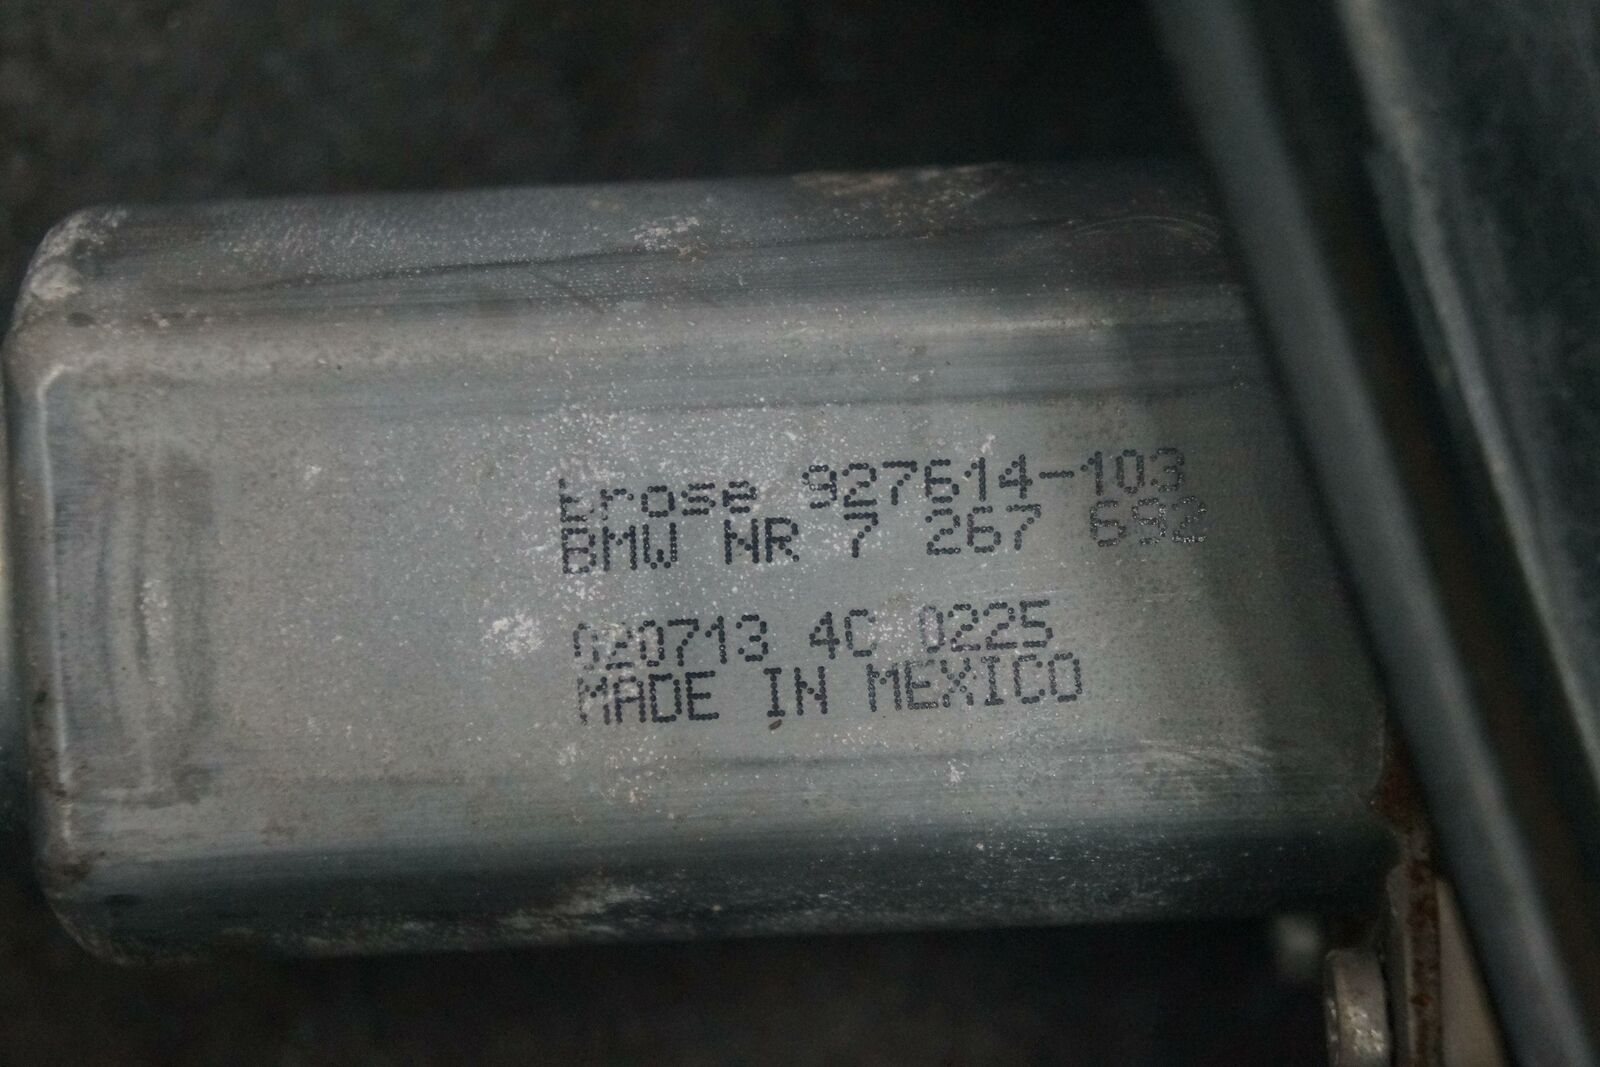 Brose 927614-103
BMW NR 7 267 692
020713 4C 0225
MADE IN MEXICO